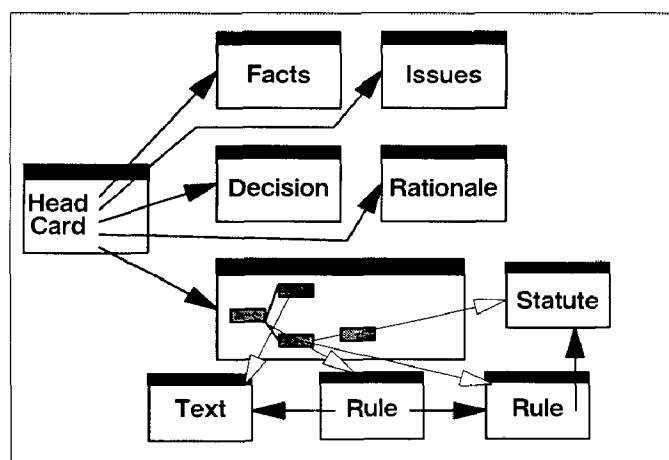 Facts
Issues
Head
Card
Decision
Rationale
Statute
Text
Rule
Rule